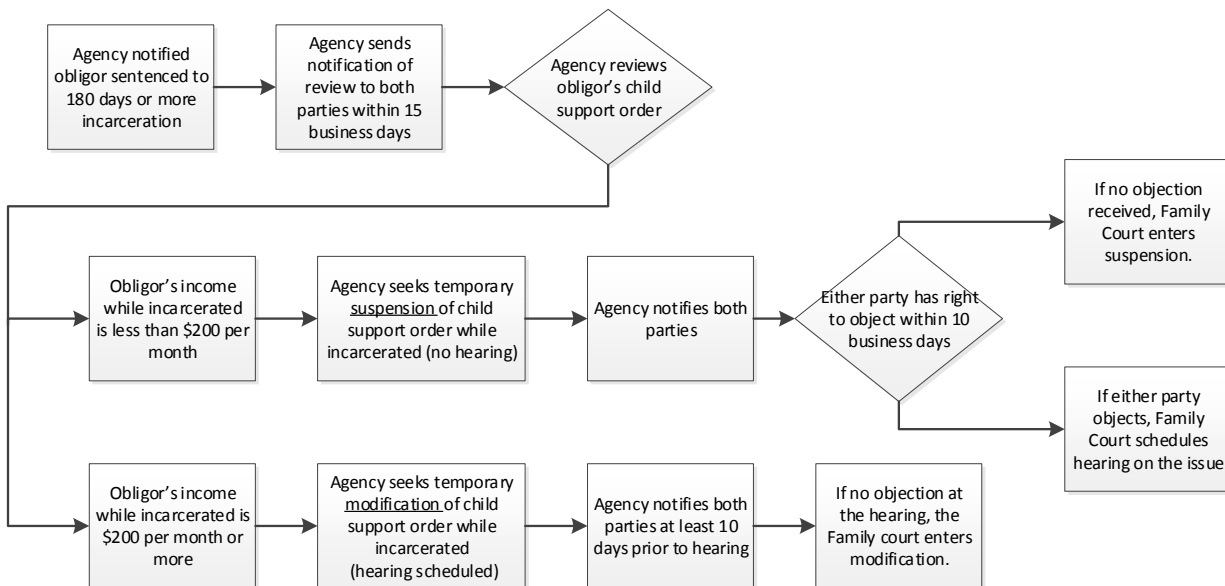 Agency notified
obligor sentenced to
180 days or more
incarceration
Agency sends
notification of
review to both
parties within 15
business days
Agency reviews
obligor's child
support order
If no objection
received, Family
Court enters
suspension.
Obligor's income
while incarcerated
is less than $200 per
month
Agency seeks temporary
suspension of child
support order while
incarcerated (no hearing)
Agency notifies both
parties
Either party has right
to object within 10
business days
If either party
objects, Family
Court schedules
hearing on the issue
Obligor's income
while incarcerated is
$200 per month or
more
Agency seeks temporary
modification of child
support order while
incarcerated
(hearing scheduled)
Agency notifies both
parties at least 10
days prior to hearing
If no objection at
the hearing, the
Family court enters
modification.